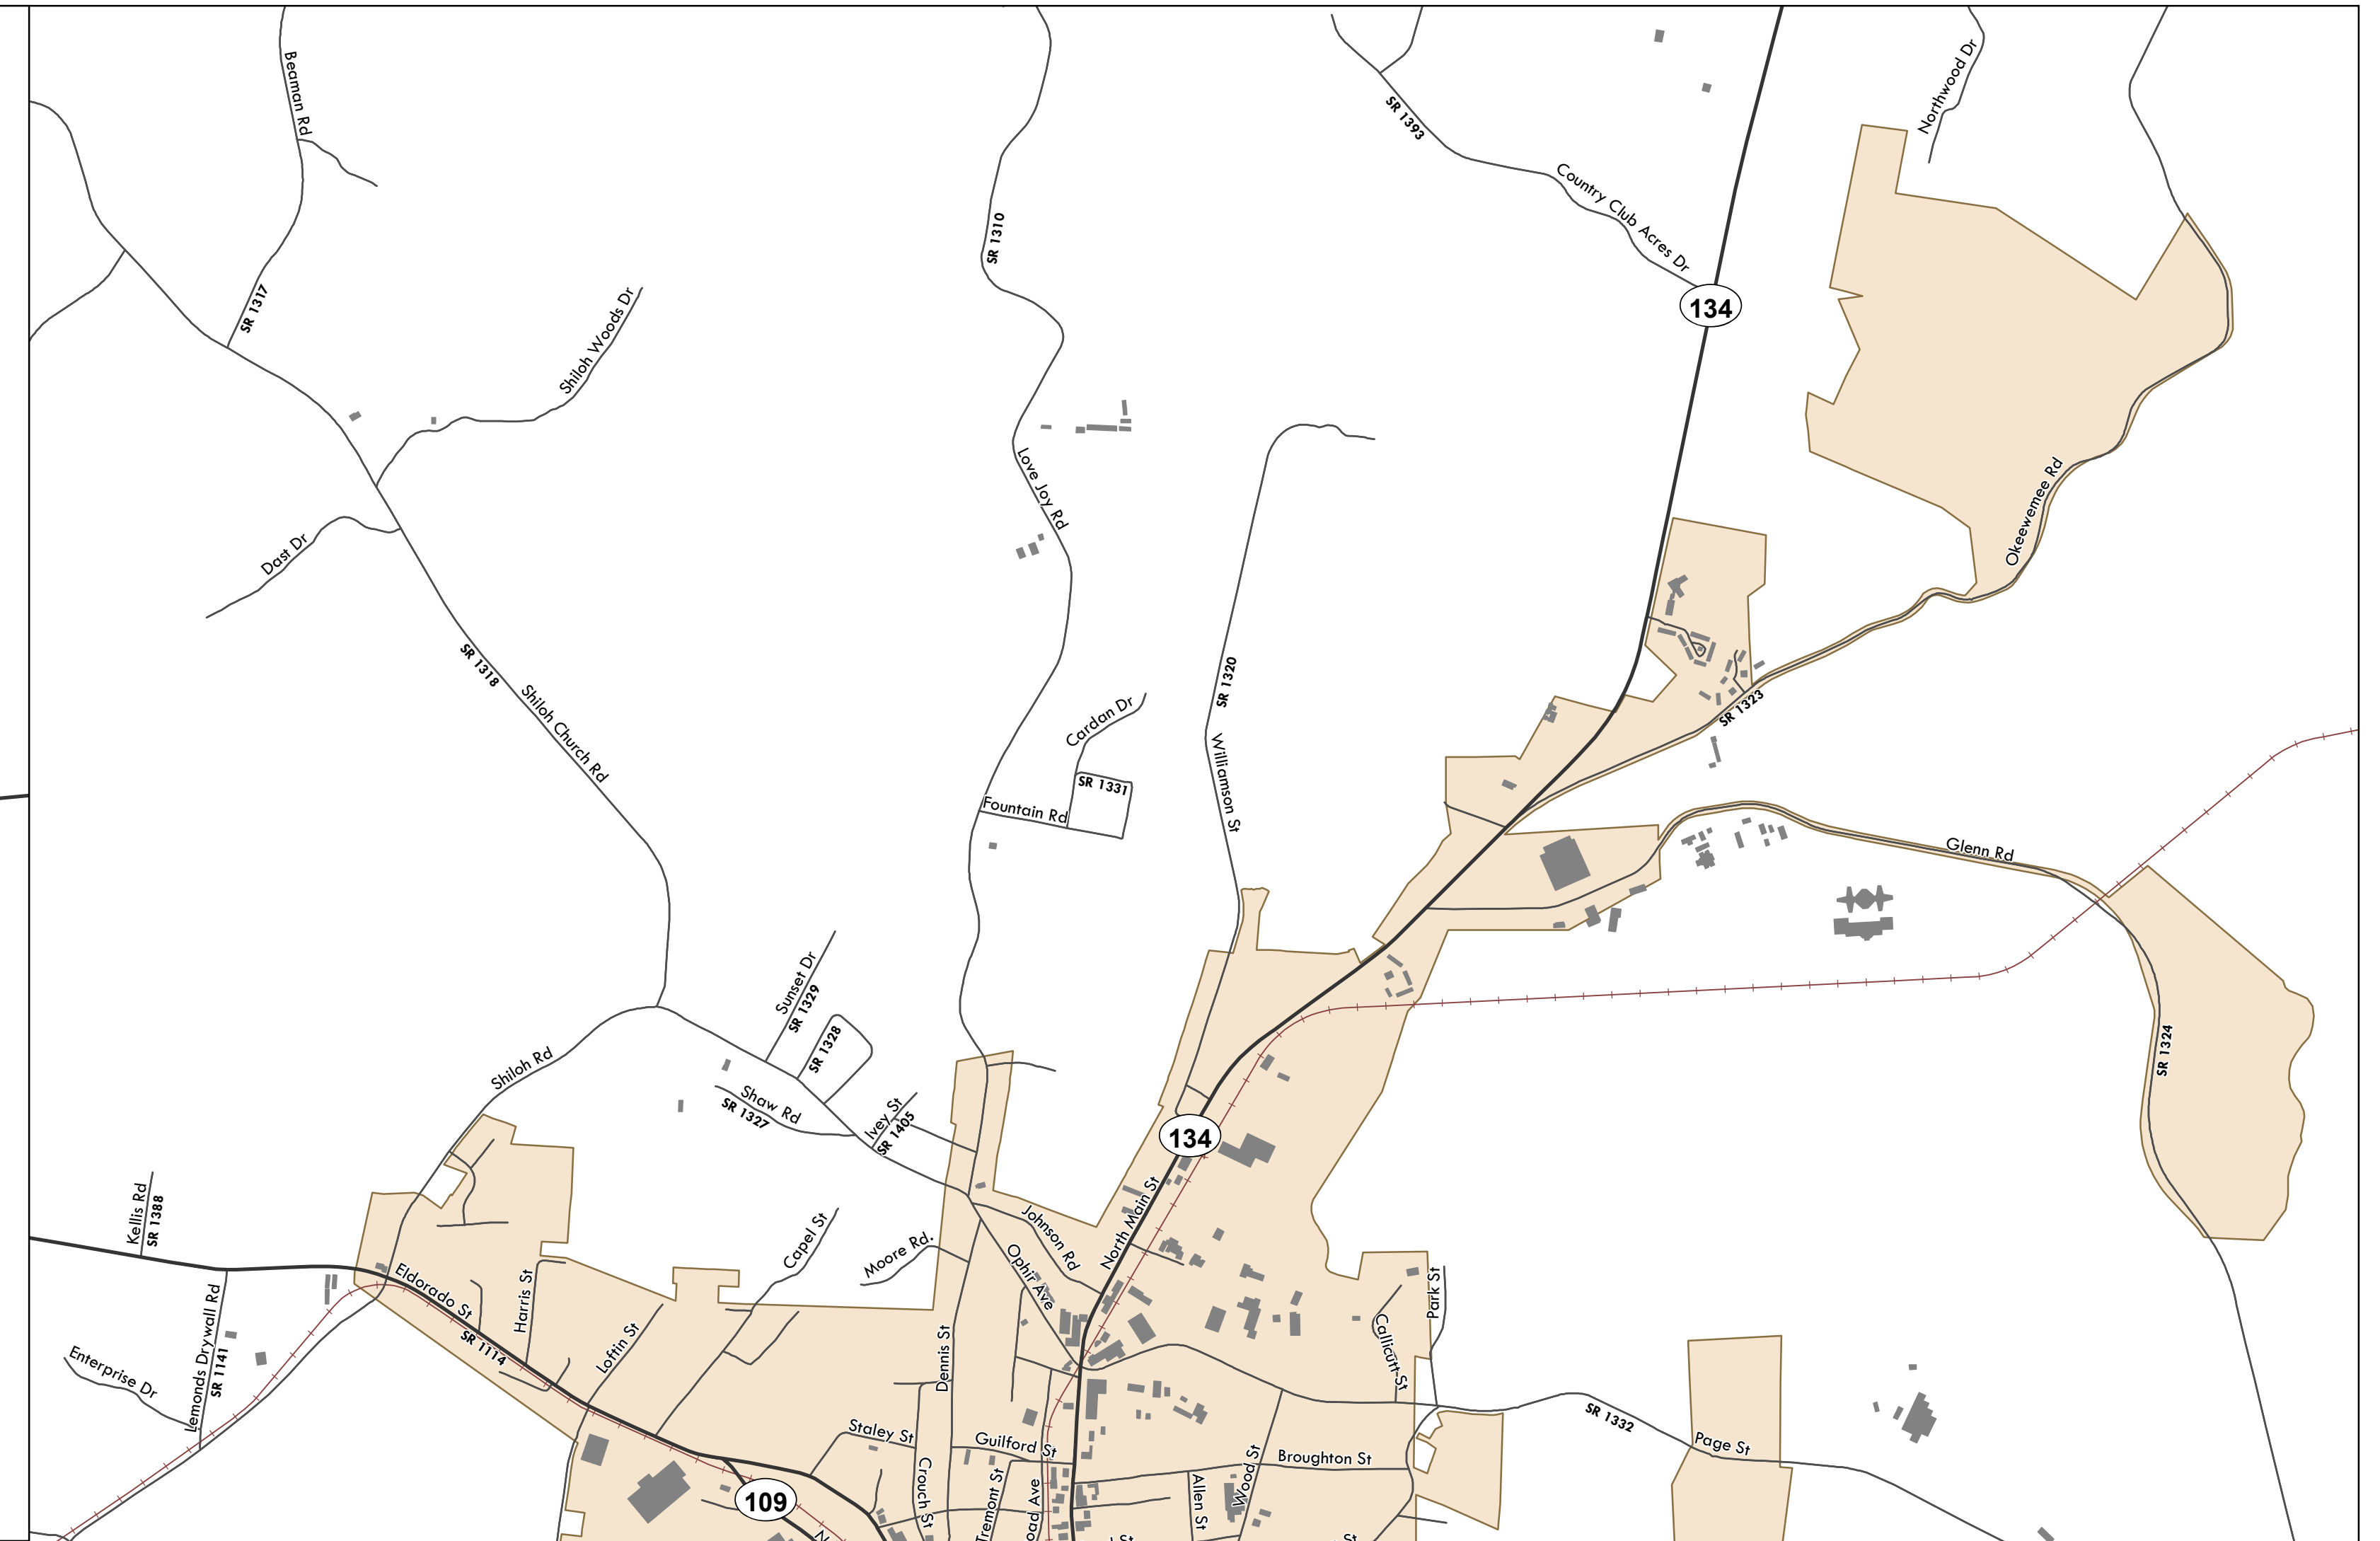 Beaman Rd
Northwood Dr
SR 1393
Country Club Acres Dr
SR 1310
SR 1317
134
Shiloh Woods Dr
Love Joy Rd
Okeewemee Rd
Dast Dr
SR 1318
SR 1320
Shiloh Church Rd
Cardan Dr
SR 1323
Williamson St
SR 1331
Fountain Rd
Glenn Rd
Sunset Dr
SR 1329
SR 1328
SR 1324
Shiloh Rd
Shaw Rd
SR 1327
Ivey St
SR 1405
134
Kellis Rd
SR 1388
North Main St
Johnson Rd
Capel St
Moore Rd.
Ophir Ave
Eldorado St
SR 1114
Harris St
Park St
Callicutt St
Lemonds Drywall Rd
SR 1141
Loftin St
Dennis St
Enterprise Dr
SR 1332
Page St
Staley St
Guilford St
Broughton St
Wood St
Crouch St
Tremont St
oad Ave
Allen St
109
N
St
St